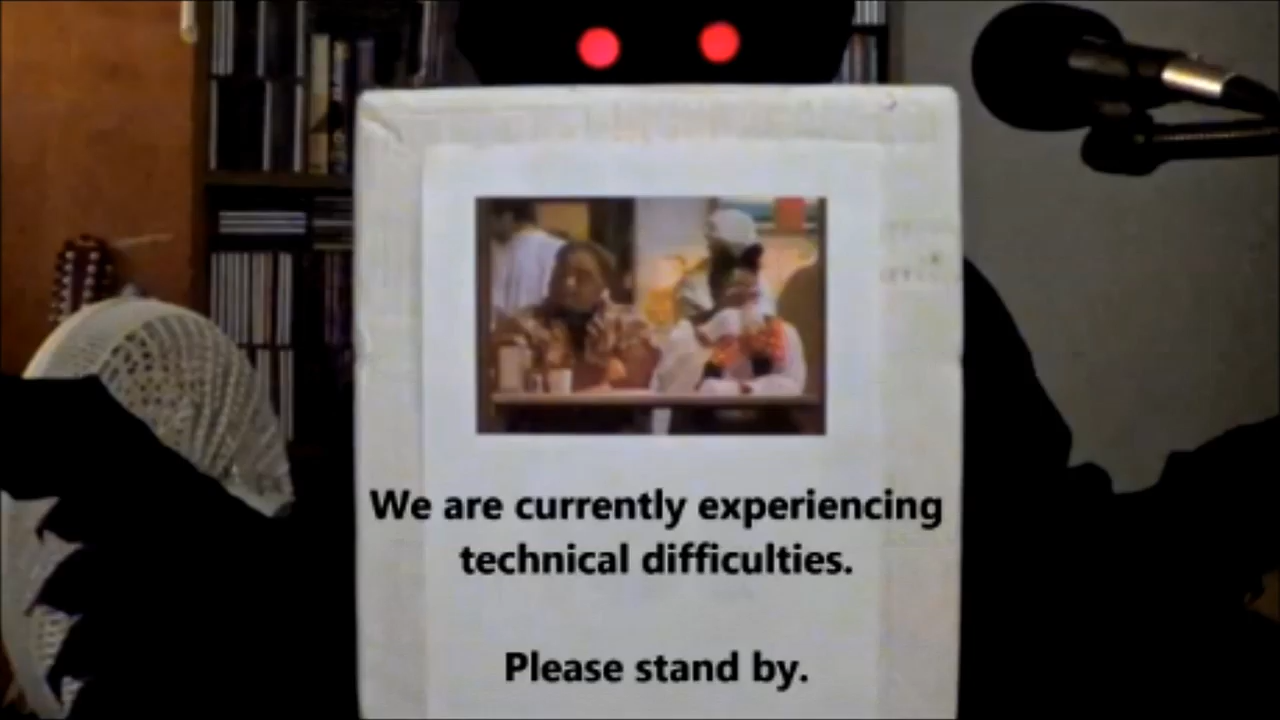 We are currently experiencing
technical difficulties.
Please stand by.